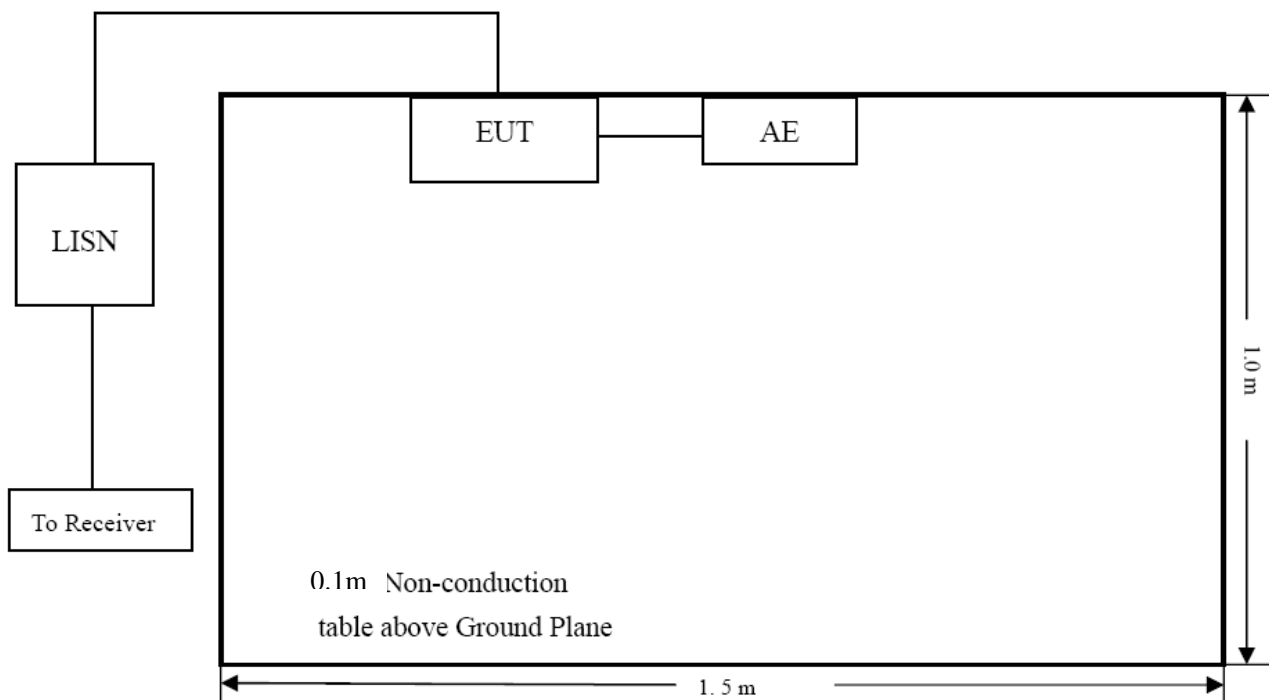 EUT
AE
LISN
To Receiver
1.0 m
0.1m Non-conduction
table above Ground Plane
1. 5 m